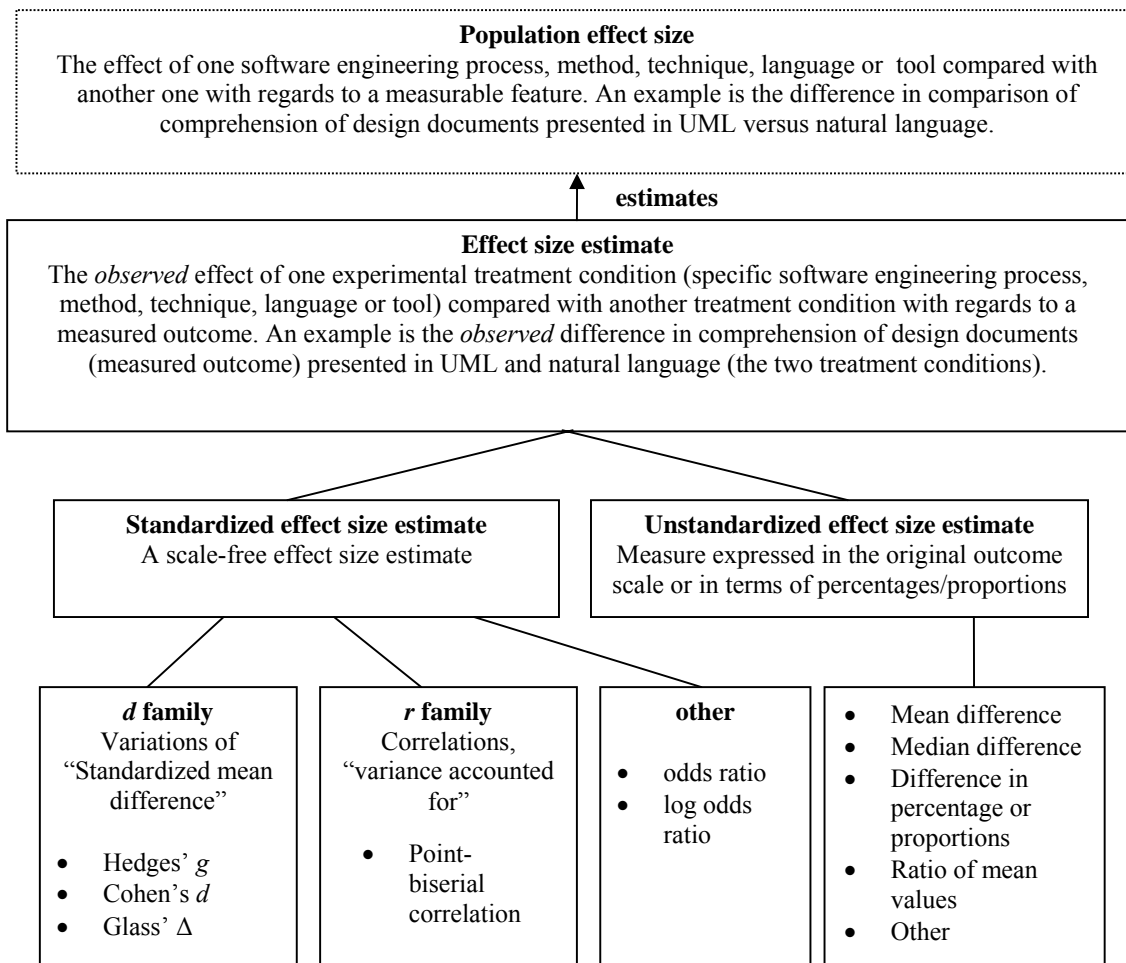 Population effect size
The effect of one software engineering process, method, technique, language or tool compared with
another one with regards to a measurable feature. An example is the difference in comparison of
comprehension of design documents presented in UML versus natural language.
estimates
Effect size estimate
The observed effect of one experimental treatment condition (specific software engineering process,
method, technique, language or tool) compared with another treatment condition with regards to a
measured outcome. An example is the observed difference in comprehension of design documents
(measured outcome) presented in UML and natural language (the two treatment conditions).
Standardized effect size estimate
A scale-free effect size estimate
Unstandardized effect size estimate
Measure expressed in the original outcome
scale or in terms of percentages/proportions
d family
Variations of
“Standardized mean
difference”
• Hedges’ g
• Cohen’s d
• Glass’ Δ
r family
Correlations,
“variance accounted
for”
• Point-
biserial
correlation
other
• odds ratio
• log odds
ratio
• Mean difference
• Median difference
• Difference in
percentage or
proportions
• Ratio of mean
values
• Other